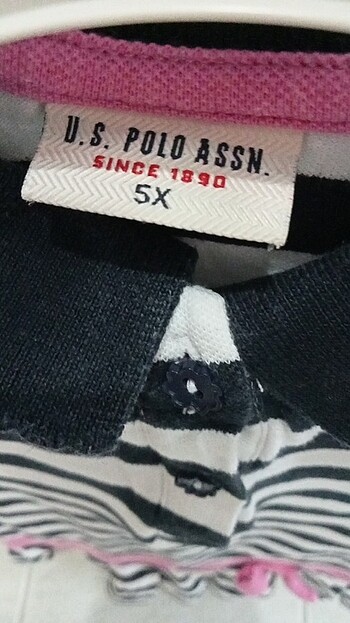 U.S. POLO ASSN.
SINCE 1890
5X